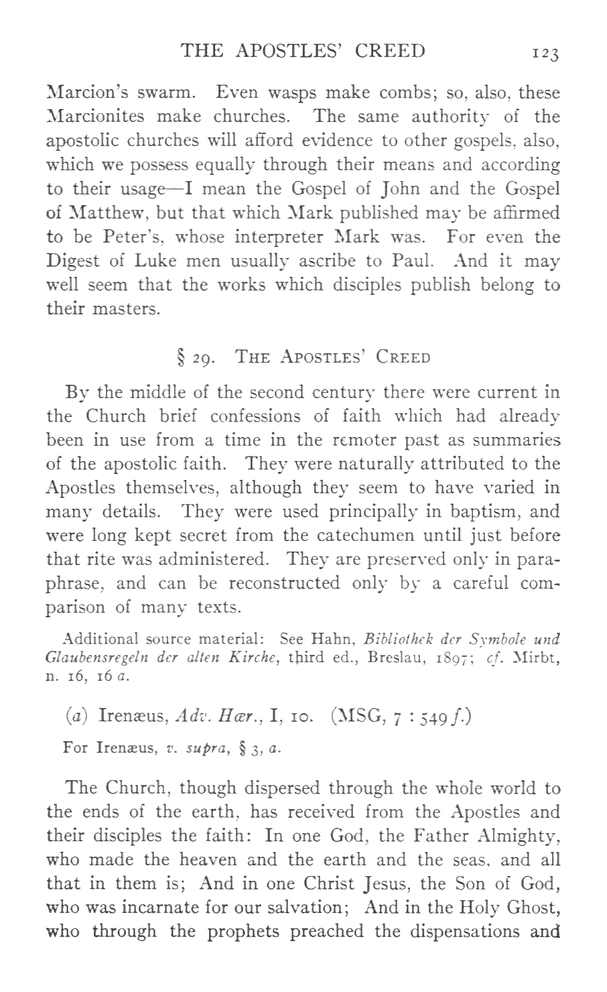 THE APOSTLES' CREED 123
Marcion's swarm. Even wasps make combs; so, also, these
Marcionites make churches. The same authority of the
apostolic churches will afford evidence to other gospels, also,
which we possess equally through their means and according
to their usage—I mean the Gospel of John and the Gospel
of Matthew, but that which Mark published may be affirmed
to be Peter's, whose interpreter Mark was. For even the
Digest of Luke men usually ascribe to Paul. And it may
well seem that the works which disciples publish belong to
their masters.
§ 29. THE APOSTLES' CREED
By the middle of the second century there were current in
the Church brief confessions of faith which had already
been in use from a time in the remoter past as summaries
of the apostolic faith. They were naturally attributed to the
Apostles themselves, although they seem to have varied in
many details. They were used principally in baptism, and
were long kept secret from the catechumen until just before
that rite was administered. They are preserved only in para-
phrase, and can be reconstructed only by a careful com-
parison of many texts.
Additional source material: See Hahn, Bibliothek der Symbole und
Glaubensregeln der alten Kirche, third ed., Breslau, 1897; cf. Mirbt,
n. 16, 16 a.
(a) Irenæus, Adv. Hær., I, 10. (MSG, 7 : 549 f.)
For Irenæus, v. supra, § 3, a.
The Church, though dispersed through the whole world to
the ends of the earth, has received from the Apostles and
their disciples the faith: In one God, the Father Almighty,
who made the heaven and the earth and the seas, and all
that in them is; And in one Christ Jesus, the Son of God,
who was incarnate for our salvation; And in the Holy Ghost,
who through the prophets preached the dispensations and